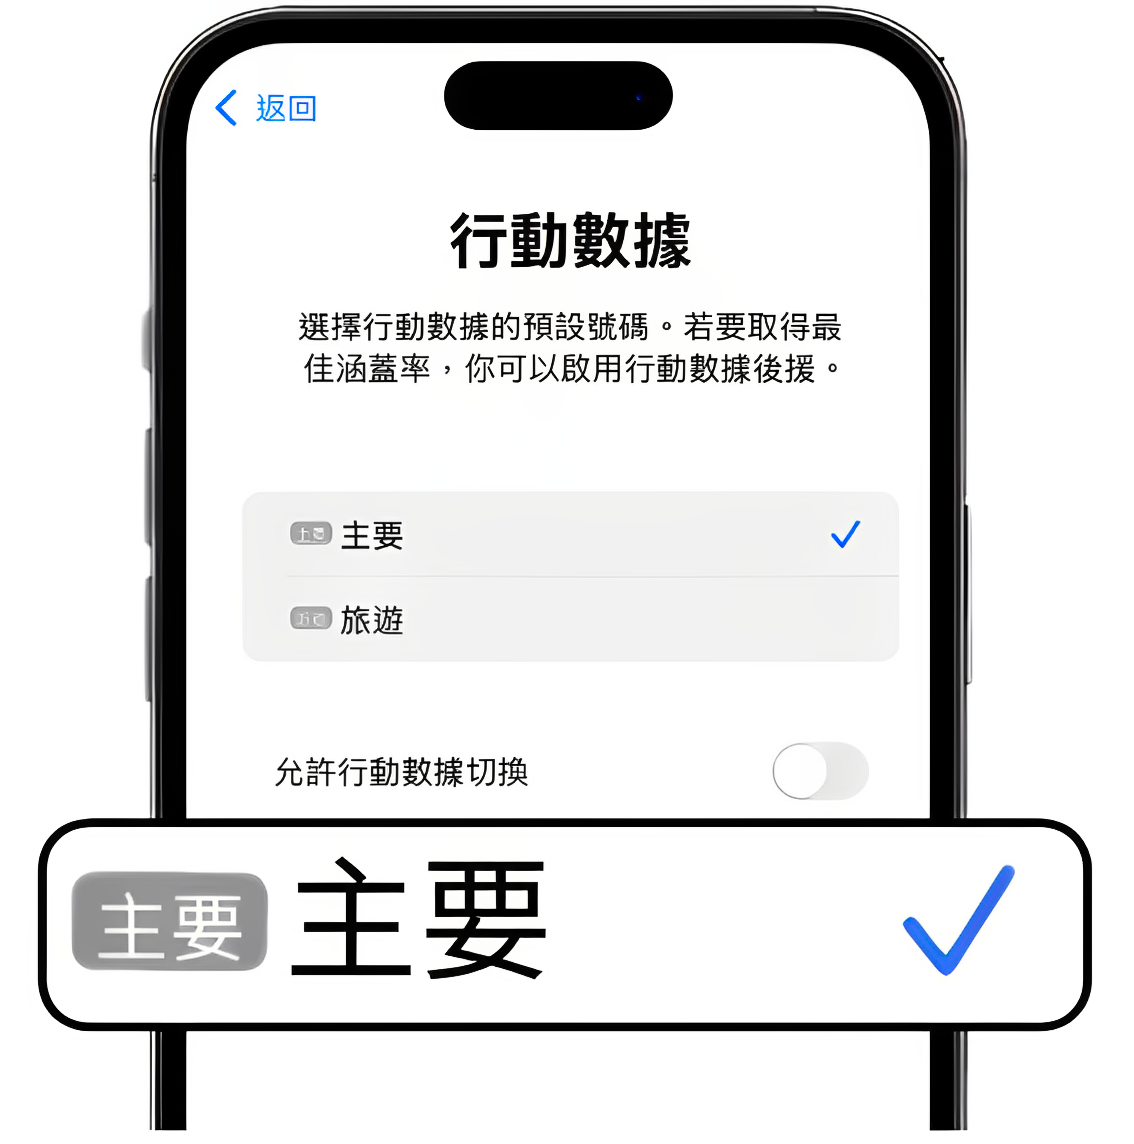 返回
行動數據
選擇行動數據的預設號碼。若要取得最
佳涵蓋率，你可以啟用行動數據後援。
主要
旅遊
允許行動數據切換
主要 主要